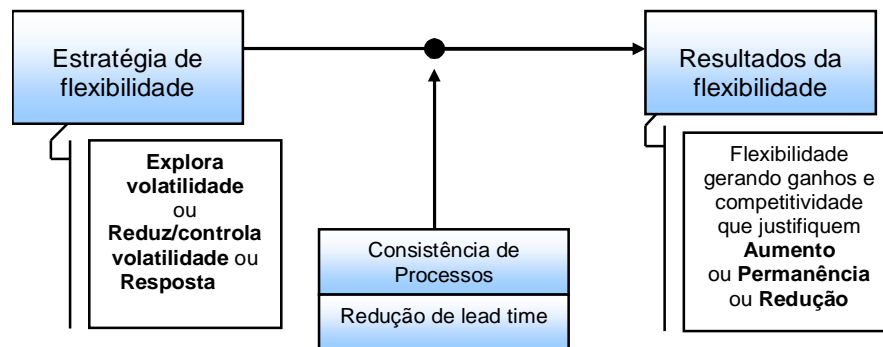 Estratégia de
flexibilidade
Resultados da
flexibilidade
Explora
volatilidade
ou
Reduz/controla
volatilidade ou
Resposta
Consistência de
Processos
Redução de lead time
Flexibilidade
gerando ganhos e
competitividade
que justifiquem
Aumento
ou Permanência
ou Redução